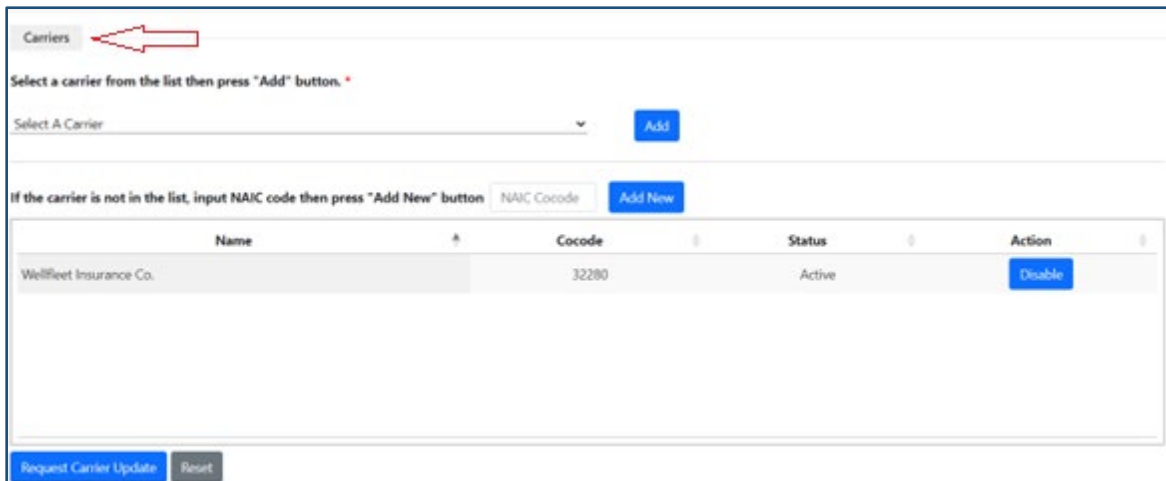 Carriers
Select a carrier from the list then press "Add" button. *
Select A Carrier Add
If the carrier is not in the list, input NAIC code then press "Add New" button NAIC Cocode Add New
Name Cocode Status Action
Wellfleet Insurance Co. 32280 Active Disable
Request Carrier Update Reset